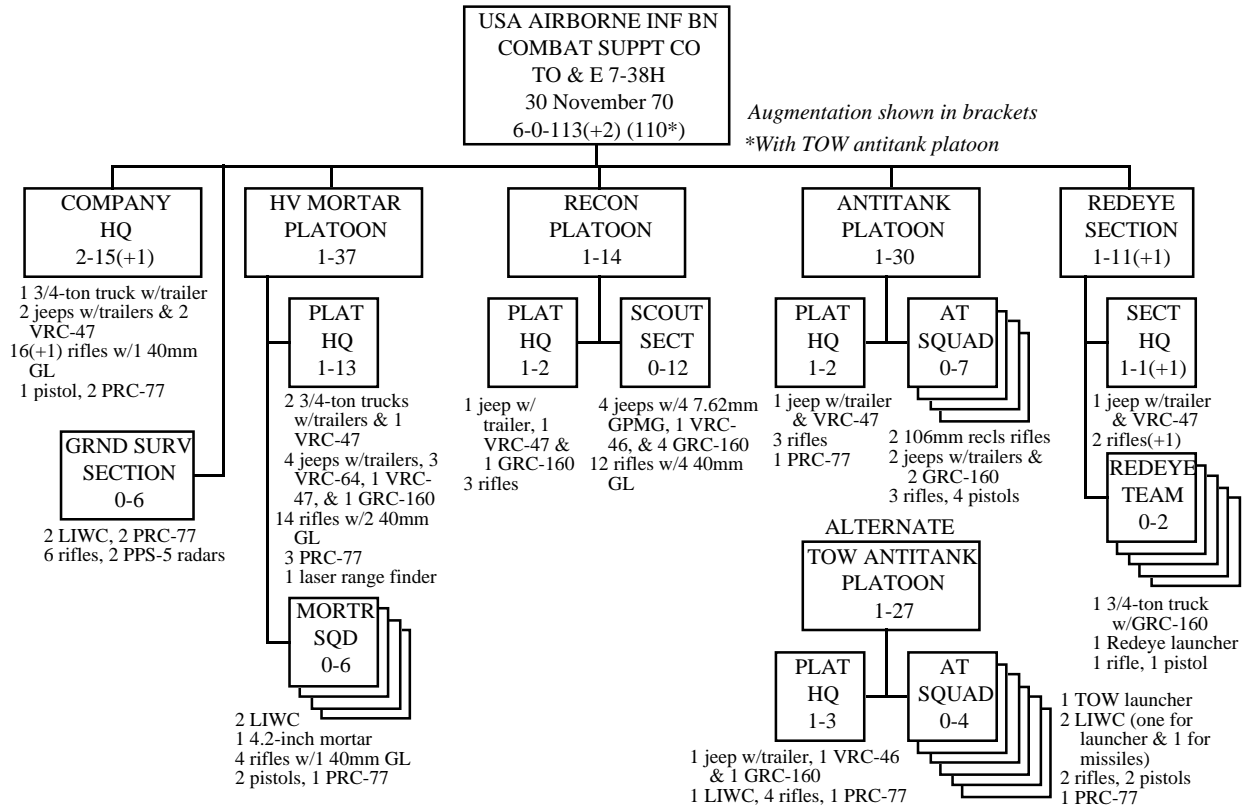 USA AIRBORNE INF BN
COMBAT SUPPT CO
TO & E 7-38H
30 November 70
6-0-113(+2) (110*)
Augmentation shown in brackets
*With TOW antitank platoon
COMPANY
HQ
2-15(+1)
1 3/4-ton truck w/trailer
2 jeeps w/trailers & 2
VRC-47
16(+1) rifles w/1 40mm
GL
1 pistol, 2 PRC-77
GRND SURV
SECTION
0-6
2 LIWC, 2 PRC-77
6 rifles, 2 PPS-5 radars
HV MORTAR
PLATOON
1-37
PLAT
HQ
1-13
2 3/4-ton trucks
w/trailers & 1
VRC-47
4 jeeps w/trailers, 3
VRC-64, 1 VRC-
47, & 1 GRC-160
14 rifles w/2 40mm
GL
3 PRC-77
1 laser range finder
MORTR
SQD
0-6
2 LIWC
1 4.2-inch mortar
4 rifles w/1 40mm GL
2 pistols, 1 PRC-77
RECON
PLATOON
1-14
PLAT
HQ
1-2
1 jeep w/
trailer, 1
VRC-47 &
1 GRC-160
3 rifles
SCOUT
SECT
0-12
4 jeeps w/4 7.62mm
GPMG, 1 VRC-
46, & 4 GRC-160
12 rifles w/4 40mm
GL
ANTITANK
PLATOON
1-30
PLAT
HQ
1-2
1 jeep w/trailer
& VRC-47
3 rifles
1 PRC-77
AT
SQUAD
0-7
2 106mm recls rifles
2 jeeps w/trailers &
2 GRC-160
3 rifles, 4 pistols
ALTERNATE
TOW ANTITANK
PLATOON
1-27
PLAT
HQ
1-3
1 jeep w/trailer, 1 VRC-46
& 1 GRC-160
1 LIWC, 4 rifles, 1 PRC-77
AT
SQUAD
0-4
1 TOW launcher
2 LIWC (one for
launcher & 1 for
missiles)
2 rifles, 2 pistols
1 PRC-77
REDEYE
SECTION
1-11(+1)
SECT
HQ
1-1(+1)
1 jeep w/trailer
& VRC-47
2 rifles(+1)
REDEYE
TEAM
0-2
1 3/4-ton truck
w/GRC-160
1 Redeye launcher
1 rifle, 1 pistol